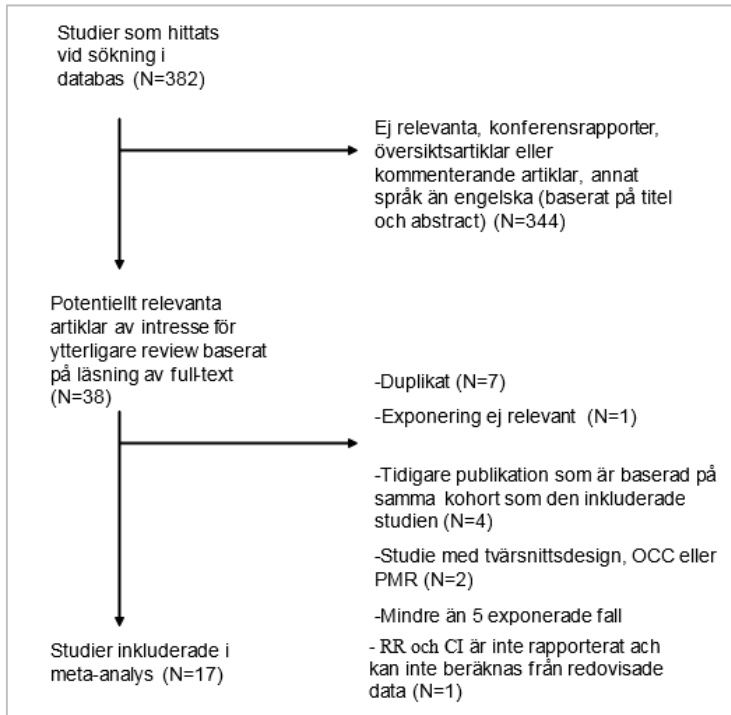 Studier som hittats
vid sökning i
databas (N=382)
Ej relevanta, konferensrapporter,
översiktsartiklar eller
kommenterande artiklar, annat
språk än engelska (baserat på titel
och abstract) (N=344)
Potentiellt relevanta
artiklar av intresse för
ytterligare review baserat
på läsning av full-text
(N=38)
-Duplikat (N=7)
-Exponering ej relevant (N=1)
-Tidigare publikation som är baserad på
samma kohort som den inkluderade
studien (N=4)
-Studie med tvärsnittsdesign, OCC eller
PMR (N=2)
-Mindre än 5 exponerade fall
- RR och CI är inte rapporterat ach
kan inte beräknas från redovisade
data (N=1)
Studier inkluderade i
meta-analys (N=17)